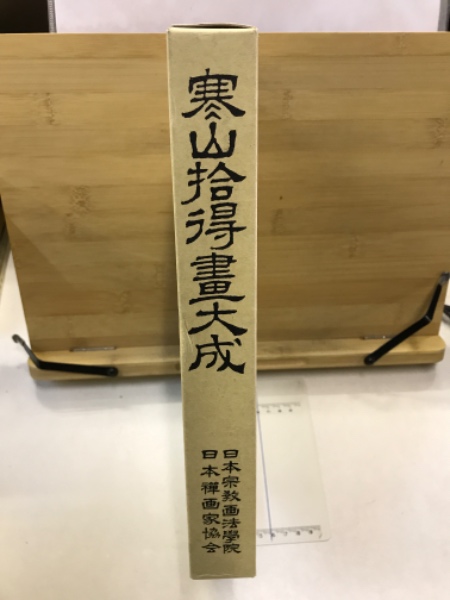 寒山拾得畫大成
日本宗教画法學院
日本禅画家協会